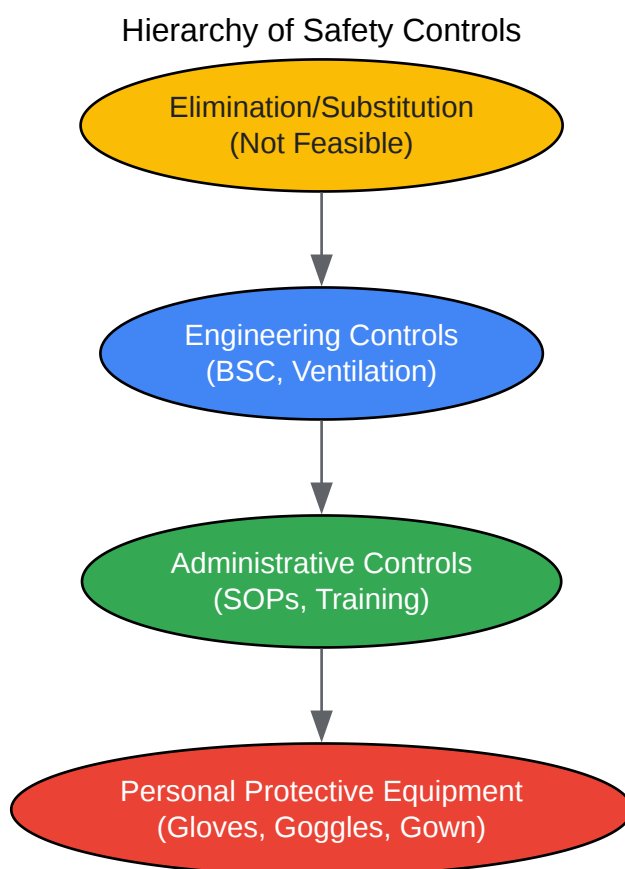 Hierarchy of Safety Controls
Elimination/Substitution
(Not Feasible)
Engineering Controls
(BSC, Ventilation)
Administrative Controls
(SOPs, Training)
Personal Protective Equipment
(Gloves, Goggles, Gown)